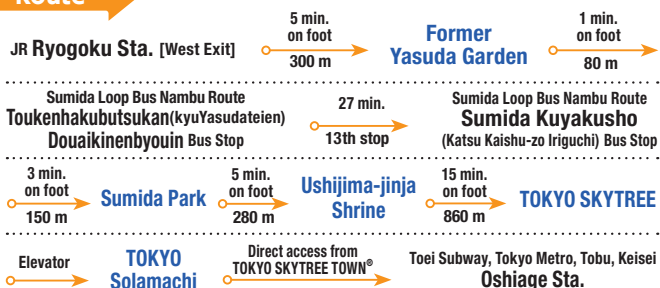 Route
JR Ryogoku Sta. [West Exit]
5 min.
on foot
300 m
Former
Yasuda Garden
1 min.
on foot
80 m
Sumida Loop Bus Nambu Route
Toukenhakubutsukan(kyuYasudateien)
Douaikinenbyouin Bus Stop
27 min.
13th stop
Sumida Loop Bus Nambu Route
Sumida Kuyakusho
(Katsu Kaishu-zo Iriguchi) Bus Stop
3 min.
on foot
150 m
Sumida Park
5 min.
on foot
280 m
Ushijima-jinja
Shrine
15 min.
on foot
860 m
TOKYO SKYTREE
Elevator
TOKYO
Solamachi
Direct access from
TOKYO SKYTREE TOWN®
Toei Subway, Tokyo Metro, Tobu, Keisei
Oshiage Sta.